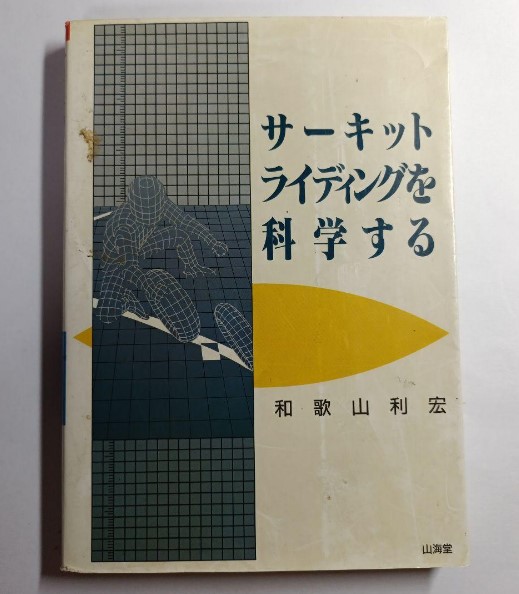 サーキット
ライディングを
科学する
和歌山利宏
山海堂